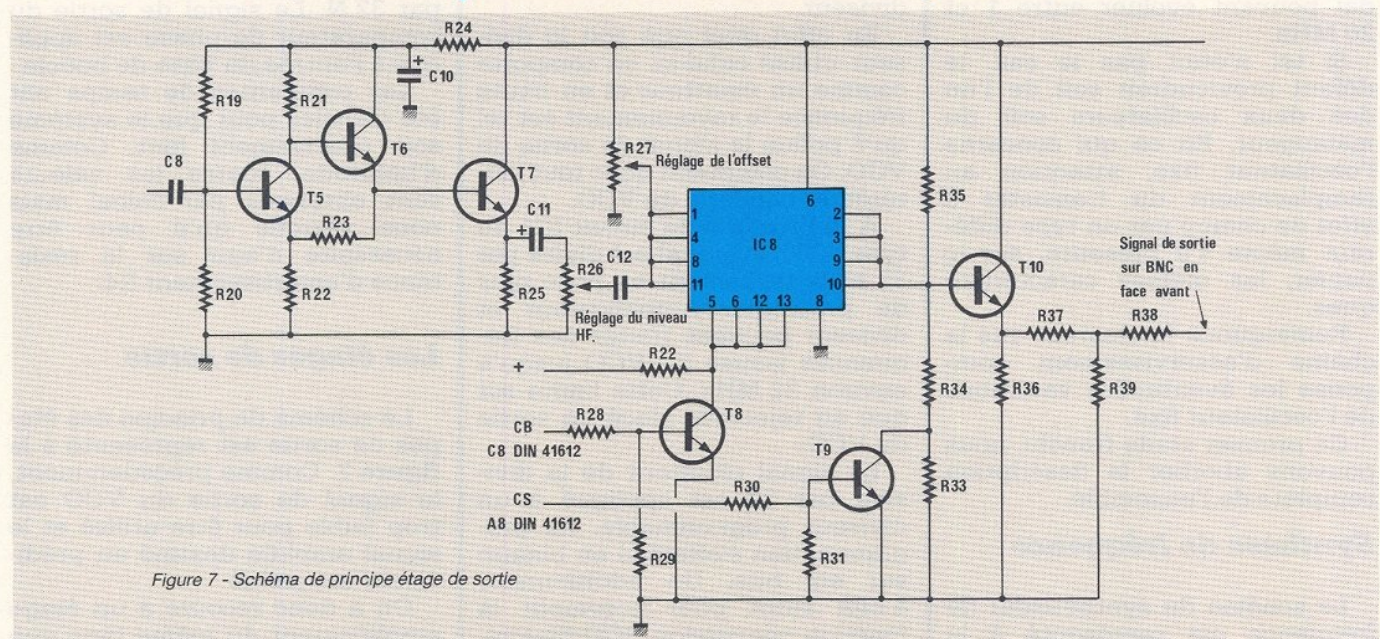 R24
R19
R21
C10
C8
T5
T6
R23
R20
R22
T7
C11
R25
R26
C12
Réglage du niveau
HF.
R27
Réglage de l'offset
6
1
4
8
11
IC8
2
3
9
10
5 6 12 13 8
R35
T10
Signal de sortie
sur BNC en
face avant
R37
R38
R36
R39
R34
+
R22
CB
R28
C8 DIN 41612
T8
T9
R33
CS
R30
A8 DIN 41612
R29
R31
Figure 7 - Schéma de principe étage de sortie